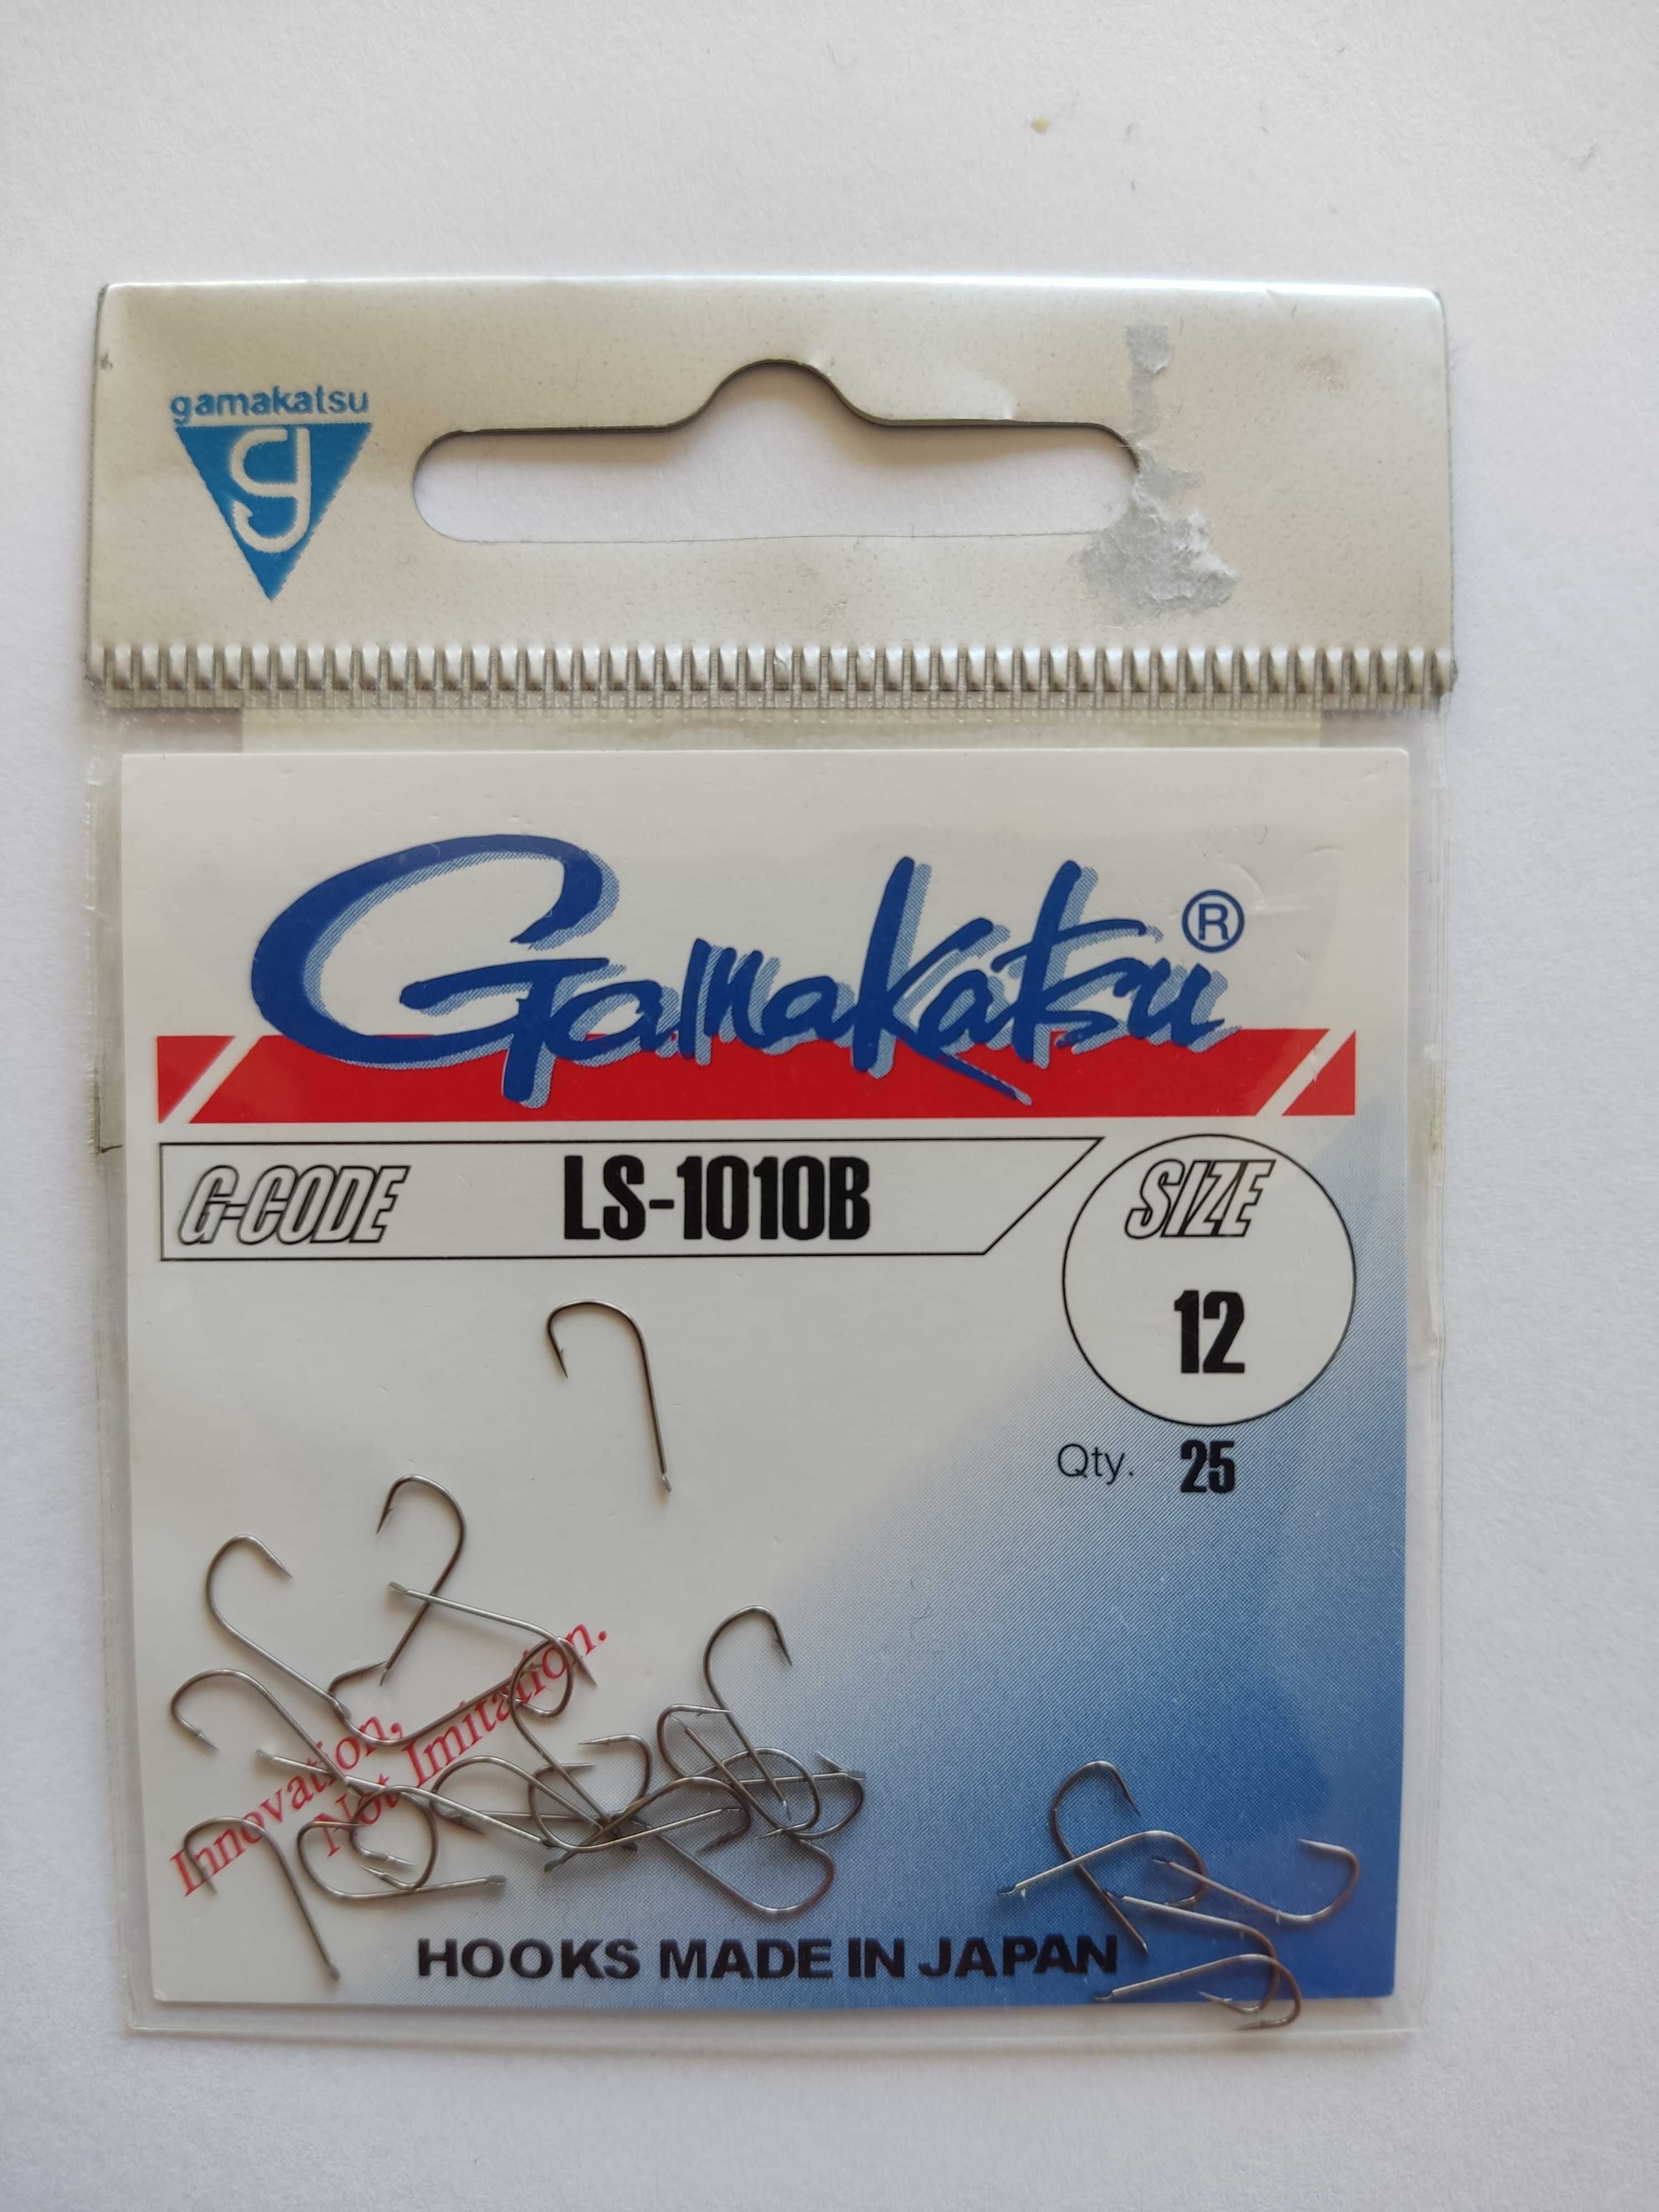 gamakatsu
Gamakatsu®
G-CODE LS-1010B SIZE
12
Qty. 25
Innovation,
Not Imitation.
HOOKS MADE IN JAPAN